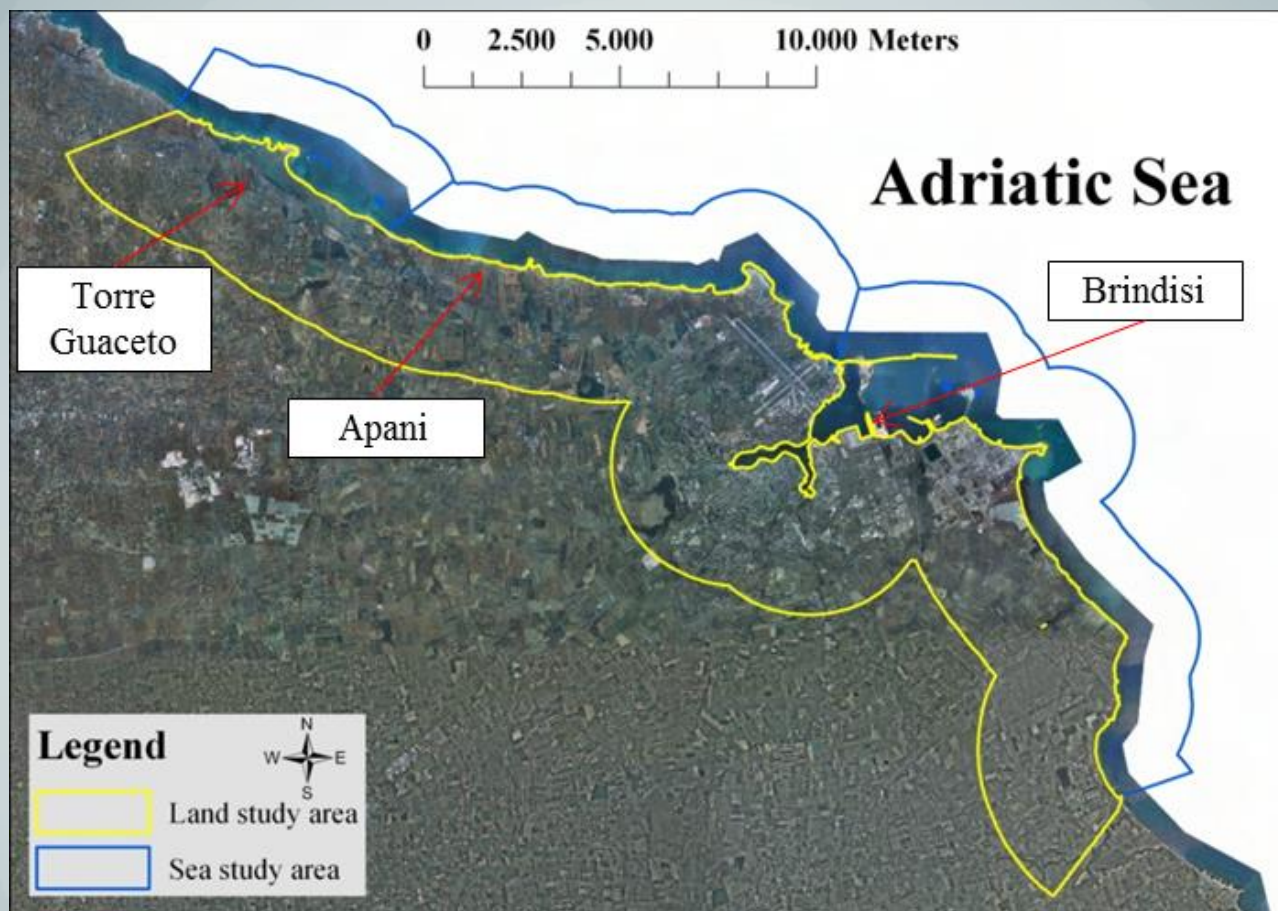 0 2.500 5.000 10.000 Meters
Adriatic Sea
Brindisi
Torre
Guaceto
Apani
Legend
N
W E
S
Land study area
Sea study area